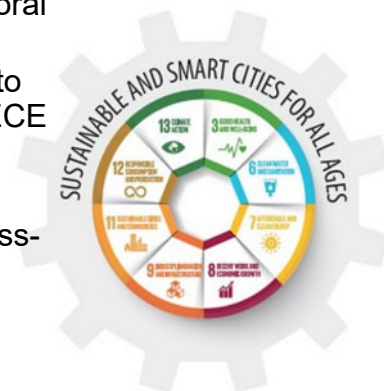 oral
to
ECE
ss-
SUSTAINABLE AND SMART CITIES FOR ALL AGES
13 CLIMATE
ACTION
3 GOOD HEALTH
AND WELL-BEING
6 CLEAN WATER
AND SANITATION
7 AFFORDABLE AND
CLEAN ENERGY
8 DECENT WORK AND
ECONOMIC GROWTH
9 INDUSTRY, INNOVATION
AND INFRASTRUCTURE
11 SUSTAINABLE CITIES
AND COMMUNITIES
12 RESPONSIBLE
CONSUMPTION
AND PRODUCTION